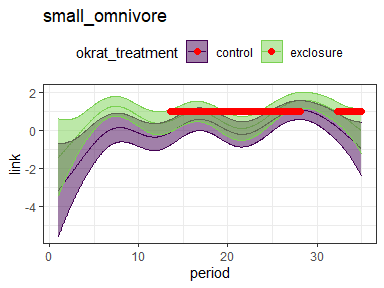 small_omnivore
okrat_treatment control exclosure
2
0
-2
-4
link
0 10 20 30
period